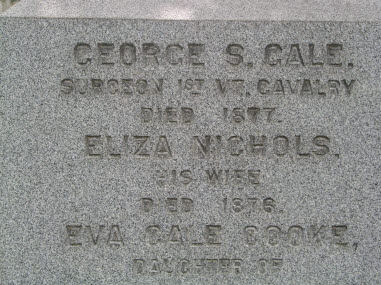 GEORGE S. GALE.
SURGEON 1ST VT. CAVALRY
DIED 1877.
ELIZA NICHOLS.
HIS WIFE
DIED 1876.
EVA GALE COOKE,
DAUGHTER OF